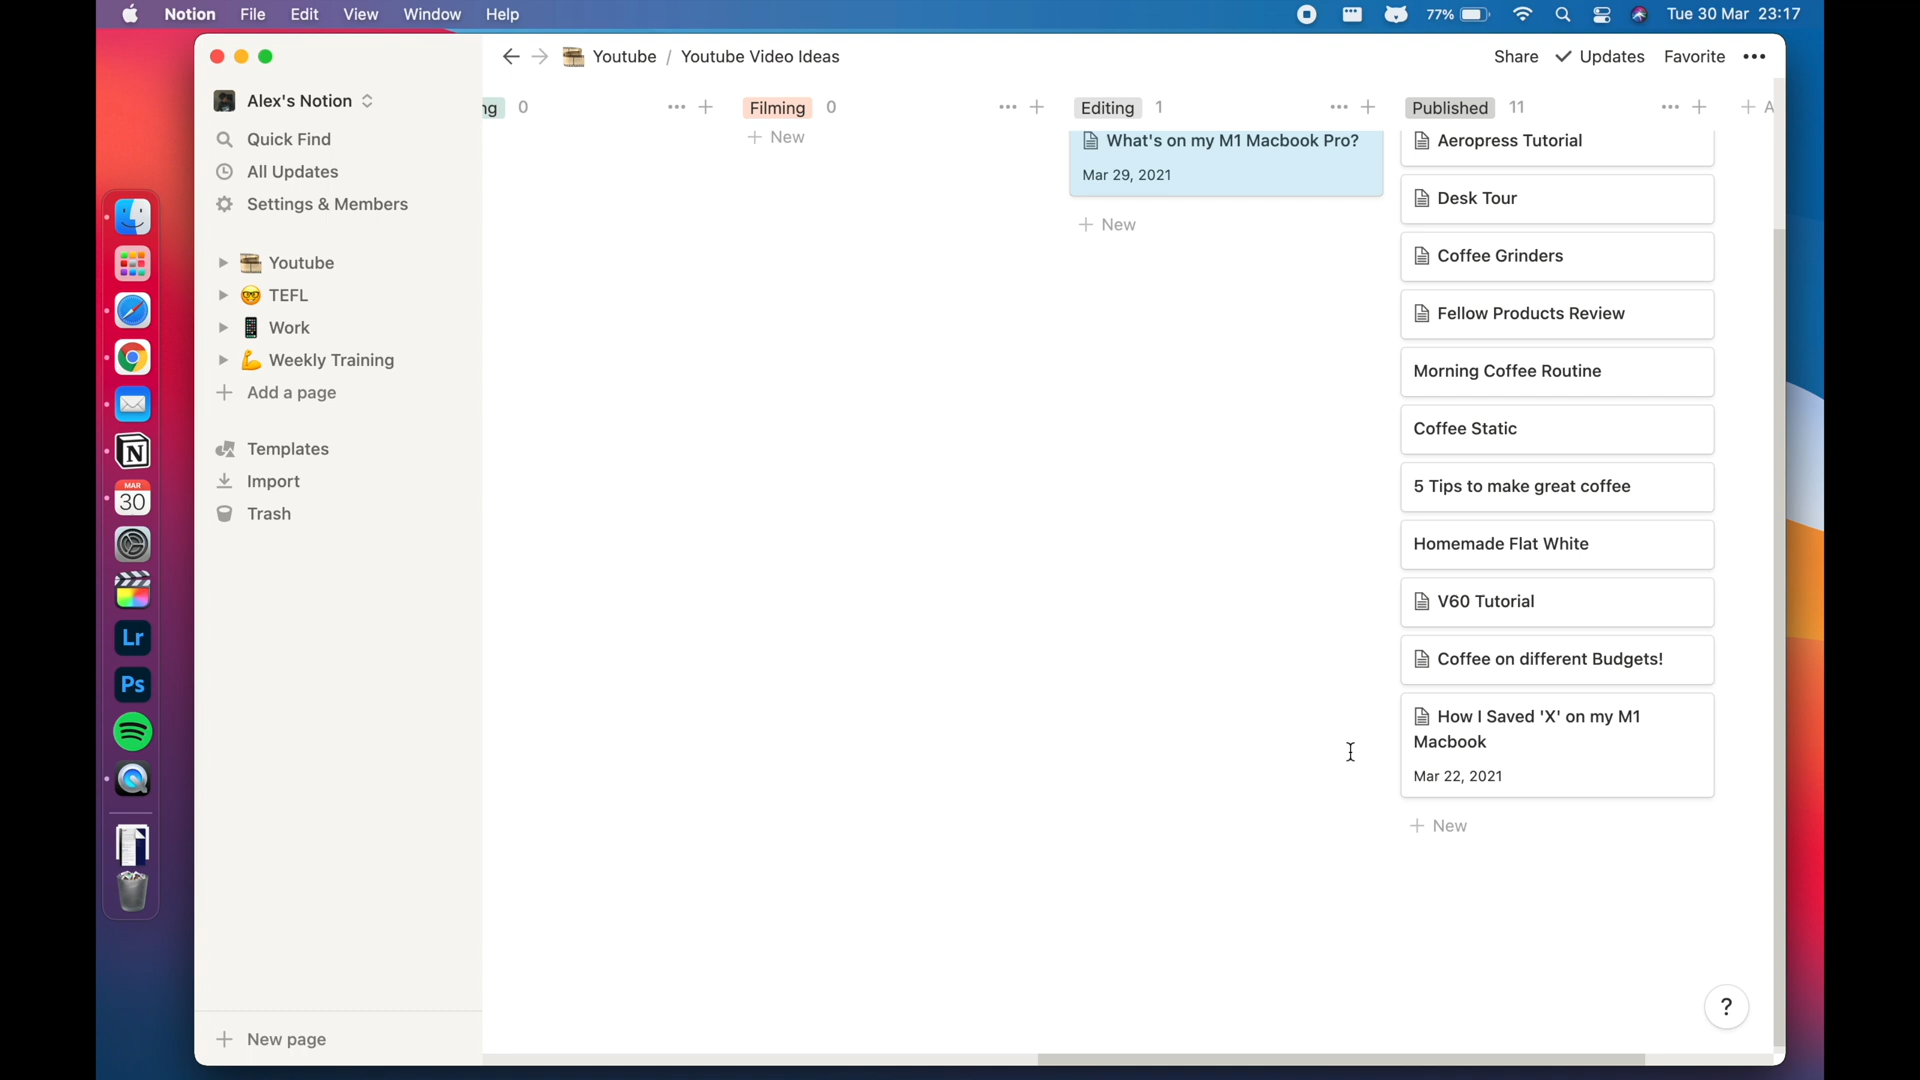 Notion File Edit View Window Help 77% Tue 30 Mar 23:17
Youtube / Youtube Video Ideas Share Updates Favorite •••
Alex's Notion
Quick Find
All Updates
Settings & Members
Youtube
TEFL
Work
Weekly Training
Add a page
Templates
Import
Trash
New page
MAR
30
Lr
Ps
ng 0
Filming 0
+ New
Editing 1
What's on my M1 Macbook Pro?
Mar 29, 2021
+ New
Published 11
Aeropress Tutorial
Desk Tour
Coffee Grinders
Fellow Products Review
Morning Coffee Routine
Coffee Static
5 Tips to make great coffee
Homemade Flat White
V60 Tutorial
Coffee on different Budgets!
How I Saved 'X' on my M1
Macbook
Mar 22, 2021
+ New
+ A
?